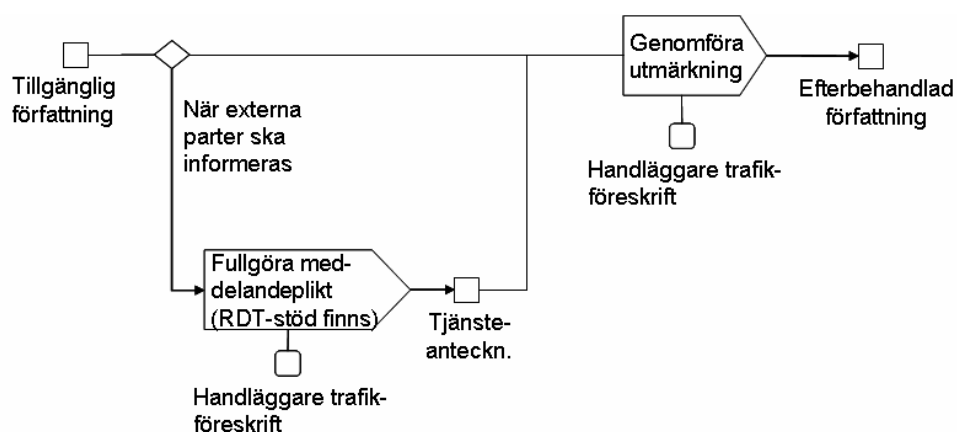 Tillgänglig
författning
När externa
parter ska
informeras
Genomföra
utmärkning
Efterbehandlad
författning
Handläggare trafik-
föreskrift
Fullgöra med-
delandeplikt
(RDT-stöd finns)
Tjänste-
anteckn.
Handläggare trafik-
föreskrift